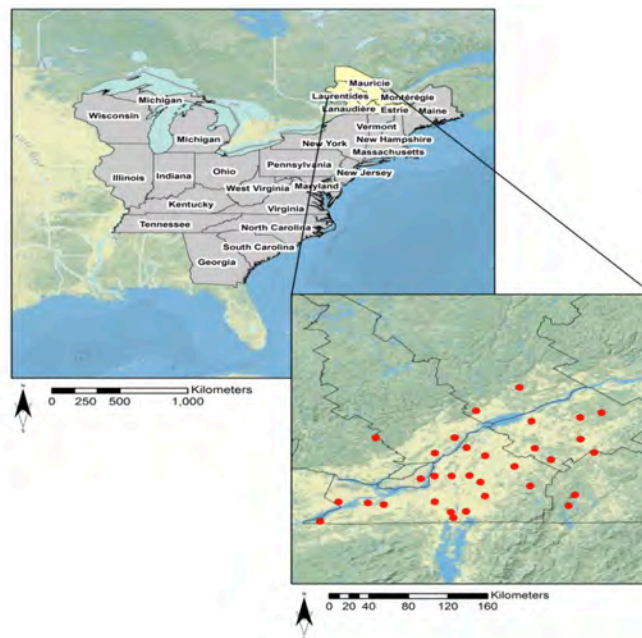 Mauricie
Laurentides
Montérégie
Lanaudière
Estrie
Maine
Michigan
Wisconsin
Vermont
Michigan
New York
New Hampshire
Massachusetts
Pennsylvania
Ohio
Illinois
Indiana
New Jersey
West Virginia
Maryland
Kentucky
Virginia
Tennessee
North Carolina
South Carolina
Georgia
Kilometers
0 250 500 1,000
N
Kilometers
0 20 40 80 120 160
N